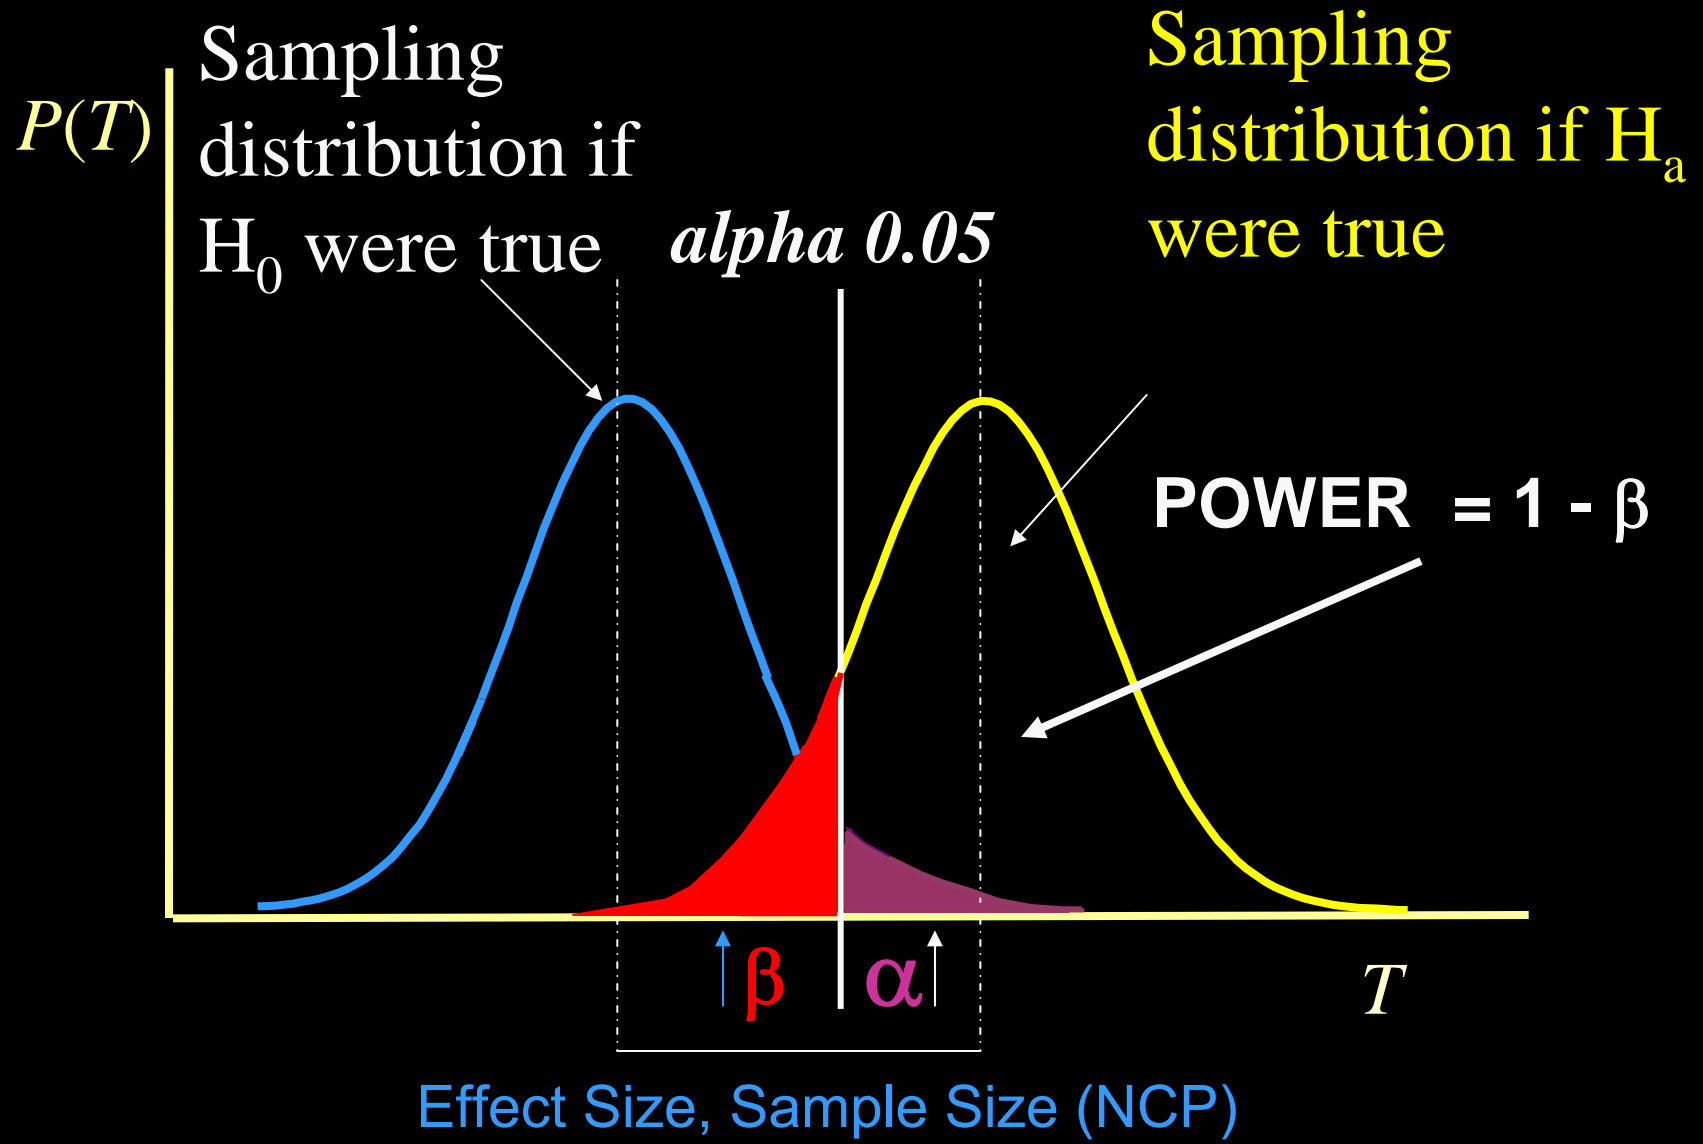 Sampling
distribution if
H₀ were true
Sampling
distribution if Hₐ
were true
P(T)
alpha 0.05
POWER = 1 - β
β
α
T
Effect Size, Sample Size (NCP)